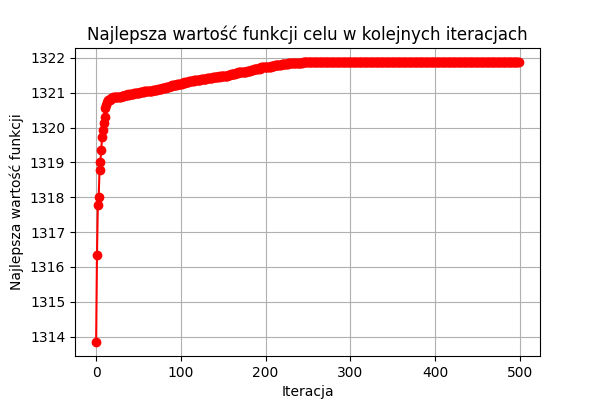 Najlepsza wartość funkcji celu w kolejnych iteracjach
Najlepsza wartość funkcji
1322
1321
1320
1319
1318
1317
1316
1315
1314
0 100 200 300 400 500
Iteracja